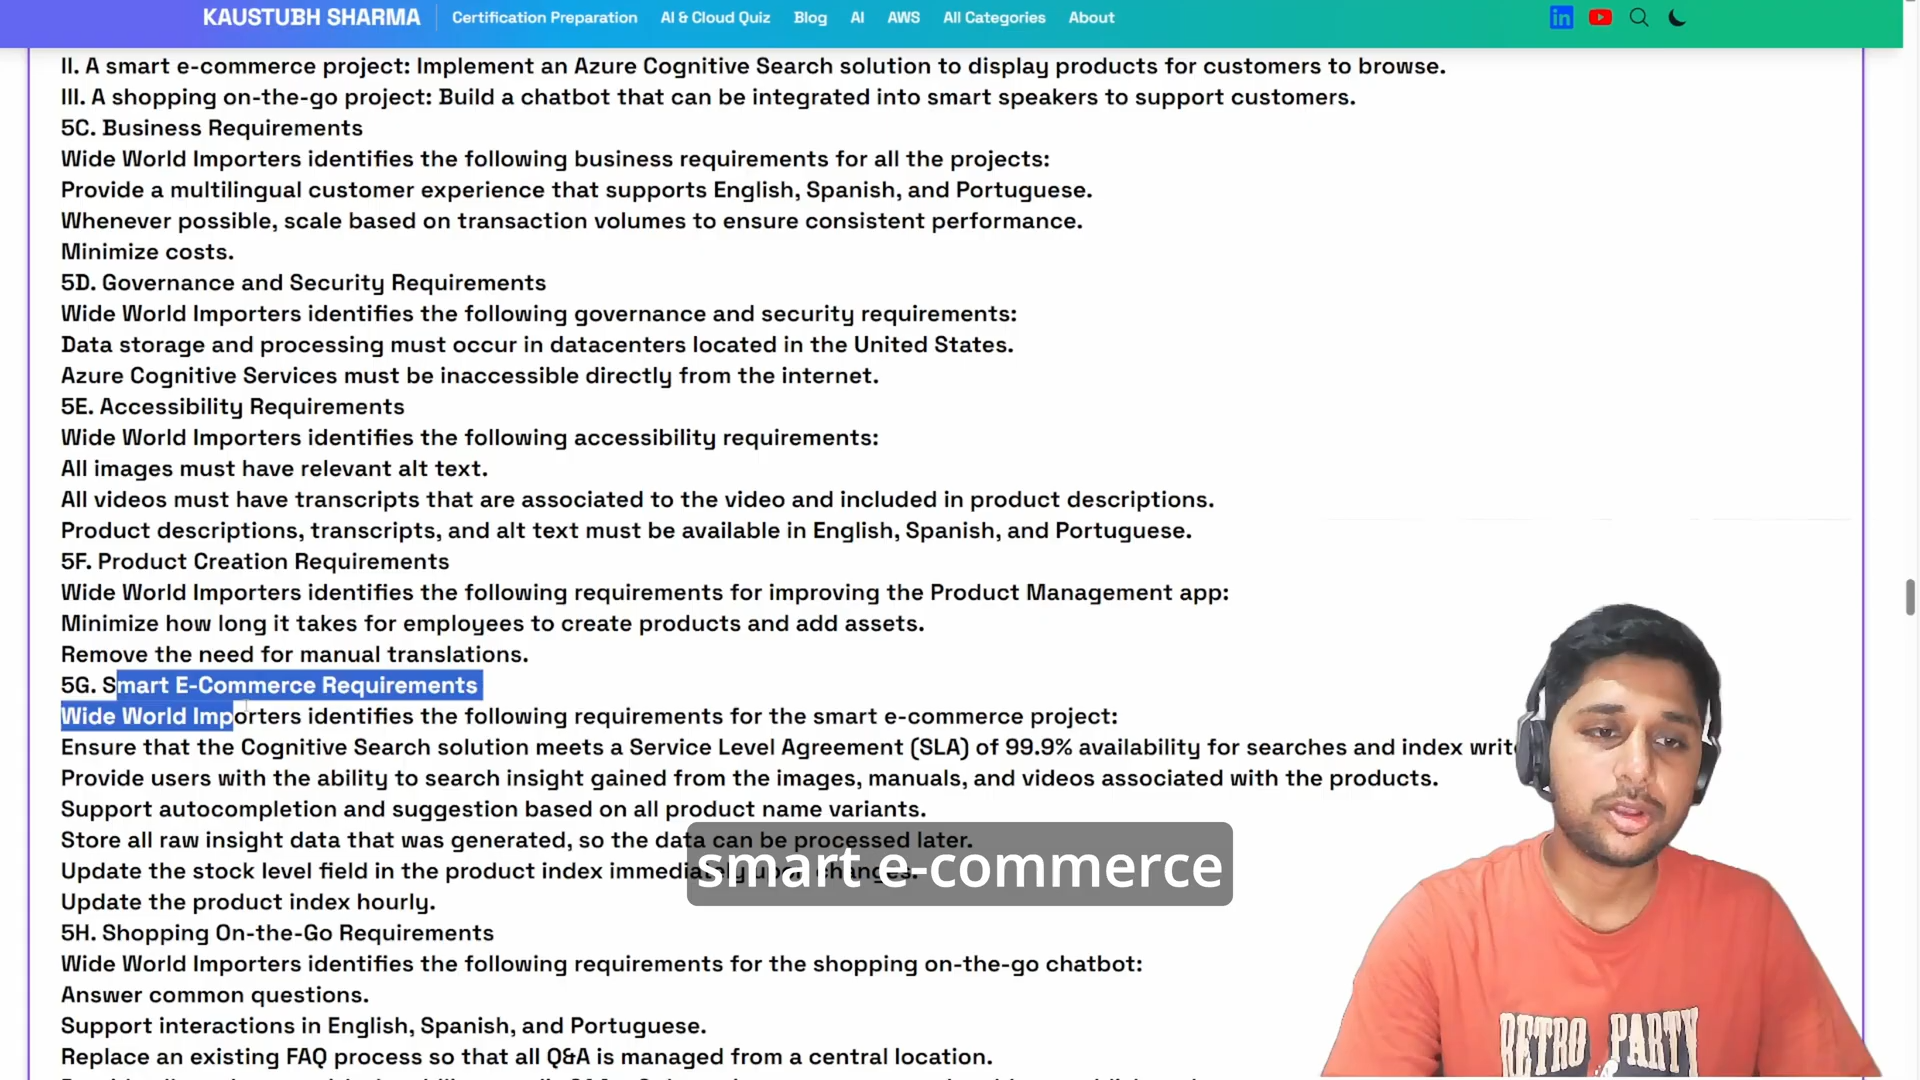 KAUSTUBH SHARMA
Certification Preparation
AI & Cloud Quiz
Blog
AI
AWS
All Categories
About
in
II. A smart e-commerce project: Implement an Azure Cognitive Search solution to display products for customers to browse.
III. A shopping on-the-go project: Build a chatbot that can be integrated into smart speakers to support customers.
5C. Business Requirements
Wide World Importers identifies the following business requirements for all the projects:
Provide a multilingual customer experience that supports English, Spanish, and Portuguese.
Whenever possible, scale based on transaction volumes to ensure consistent performance.
Minimize costs.
5D. Governance and Security Requirements
Wide World Importers identifies the following governance and security requirements:
Data storage and processing must occur in datacenters located in the United States.
Azure Cognitive Services must be inaccessible directly from the internet.
5E. Accessibility Requirements
Wide World Importers identifies the following accessibility requirements:
All images must have relevant alt text.
All videos must have transcripts that are associated to the video and included in product descriptions.
Product descriptions, transcripts, and alt text must be available in English, Spanish, and Portuguese.
5F. Product Creation Requirements
Wide World Importers identifies the following requirements for improving the Product Management app:
Minimize how long it takes for employees to create products and add assets.
Remove the need for manual translations.
5G. Smart E-Commerce Requirements
Wide World Importers identifies the following requirements for the smart e-commerce project:
Ensure that the Cognitive Search solution meets a Service Level Agreement (SLA) of 99.9% availability for searches and index
Provide users with the ability to search insight gained from the images, manuals, and videos associated with the products.
Support autocompletion and suggestion based on all product name variants.
Store all raw insight data that was generated, so the data can be processed later.
Update the stock level field in the product index immediately upon changes.
smart e-commerce
Update the product index hourly.
5H. Shopping On-the-Go Requirements
Wide World Importers identifies the following requirements for the shopping on-the-go chatbot:
Answer common questions.
Support interactions in English, Spanish, and Portuguese.
Replace an existing FAQ process so that all Q&A is managed from a central location.
RETRO PARTY